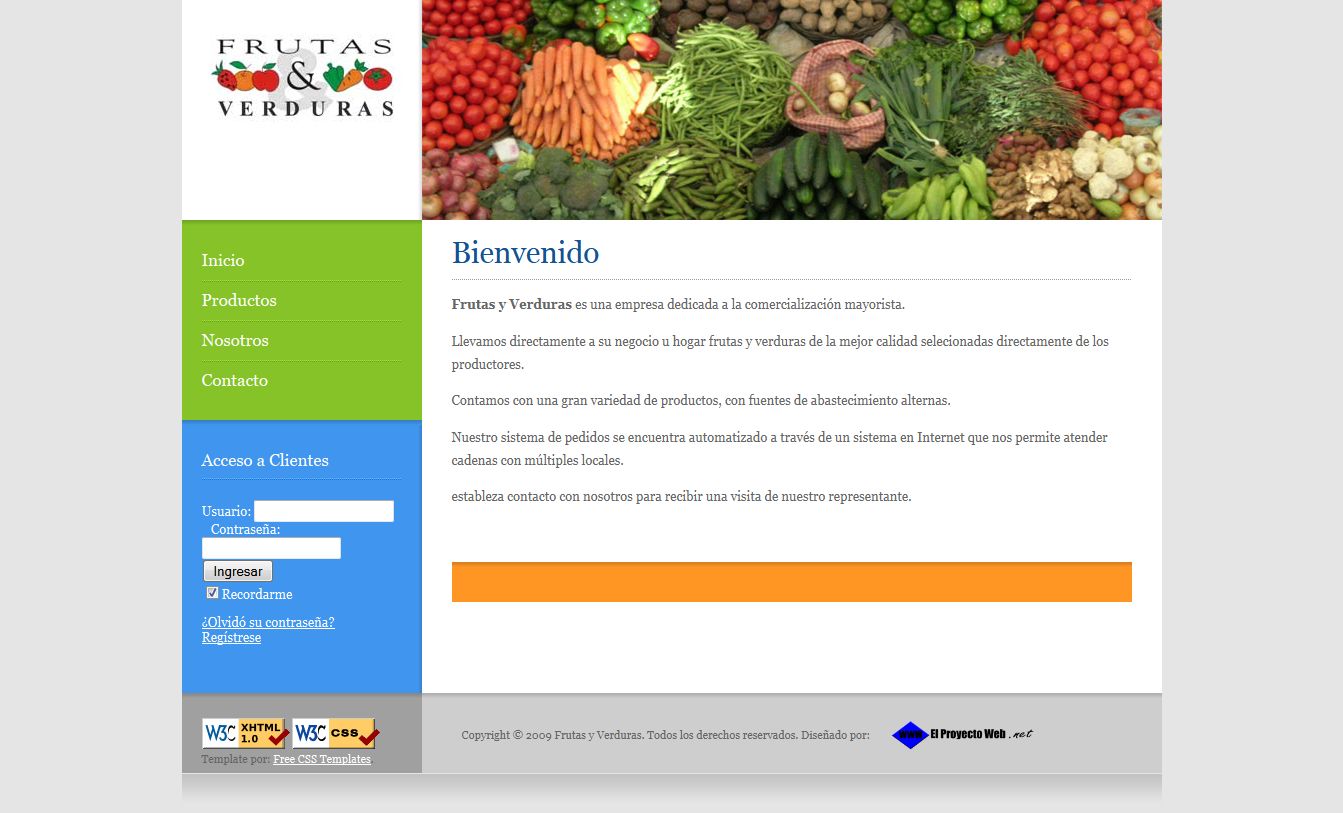 FRUTAS
&
VERDURAS
Inicio
Productos
Nosotros
Contacto
Acceso a Clientes
Usuario:
Contraseña:
Ingresar
Recordarme
¿Olvidó su contraseña?
Regístrese
Bienvenido
Frutas y Verduras es una empresa dedicada a la comercialización mayorista.
Llevamos directamente a su negocio u hogar frutas y verduras de la mejor calidad selecionadas directamente de los
productores.
Contamos con una gran variedad de productos, con fuentes de abastecimiento alternas.
Nuestro sistema de pedidos se encuentra automatizado a través de un sistema en Internet que nos permite atender
cadenas con múltiples locales.
estableza contacto con nosotros para recibir una visita de nuestro representante.
W3C XHTML 1.0
W3C CSS
Template por: Free CSS Templates.
Copyright © 2009 Frutas y Verduras. Todos los derechos reservados. Diseñado por:
www El Proyecto Web .net